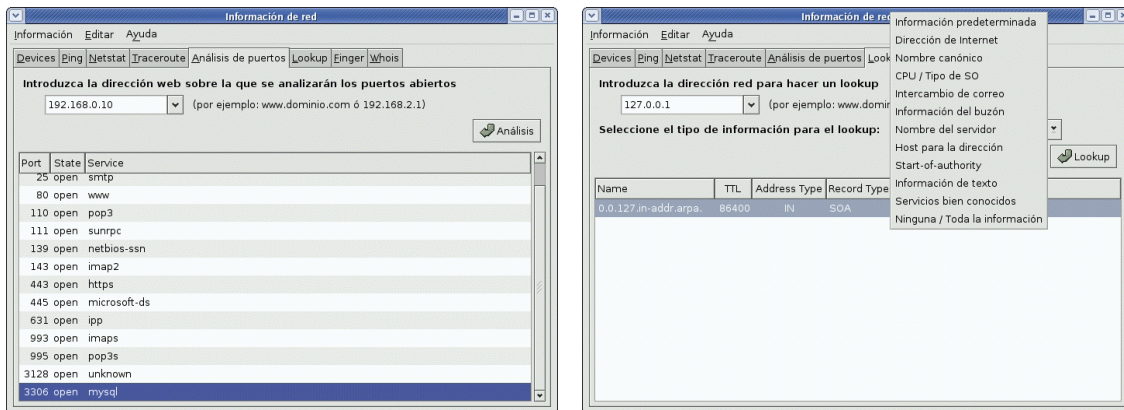 Información de red
Información Editar Ayuda
Devices Ping Netstat Traceroute Análisis de puertos Lookup Finger Whois
Introduzca la dirección web sobre la que se analizarán los puertos abiertos
192.168.0.10 (por ejemplo: www.dominio.com ó 192.168.2.1)
Análisis
Port State Service
25 open smtp
80 open www
110 open pop3
111 open sunrpc
139 open netbios-ssn
143 open imap2
443 open https
445 open microsoft-ds
631 open ipp
993 open imaps
995 open pop3s
3128 open unknown
3306 open mysql
Información de red
Información Editar Ayuda
Devices Ping Netstat Traceroute Análisis de puertos Look
Introduzca la dirección red para hacer un lookup
127.0.0.1 (por ejemplo: www.domin
Seleccione el tipo de información para el lookup:
Lookup
Name TTL Address Type Record Type
0.0.127.in-addr.arpa. 86400 IN SOA
Información predeterminada
Dirección de Internet
Nombre canónico
CPU / Tipo de SO
Intercambio de correo
Información del buzón
Nombre del servidor
Host para la dirección
Start-of-authority
Información de texto
Servicios bien conocidos
Ninguna / Toda la información